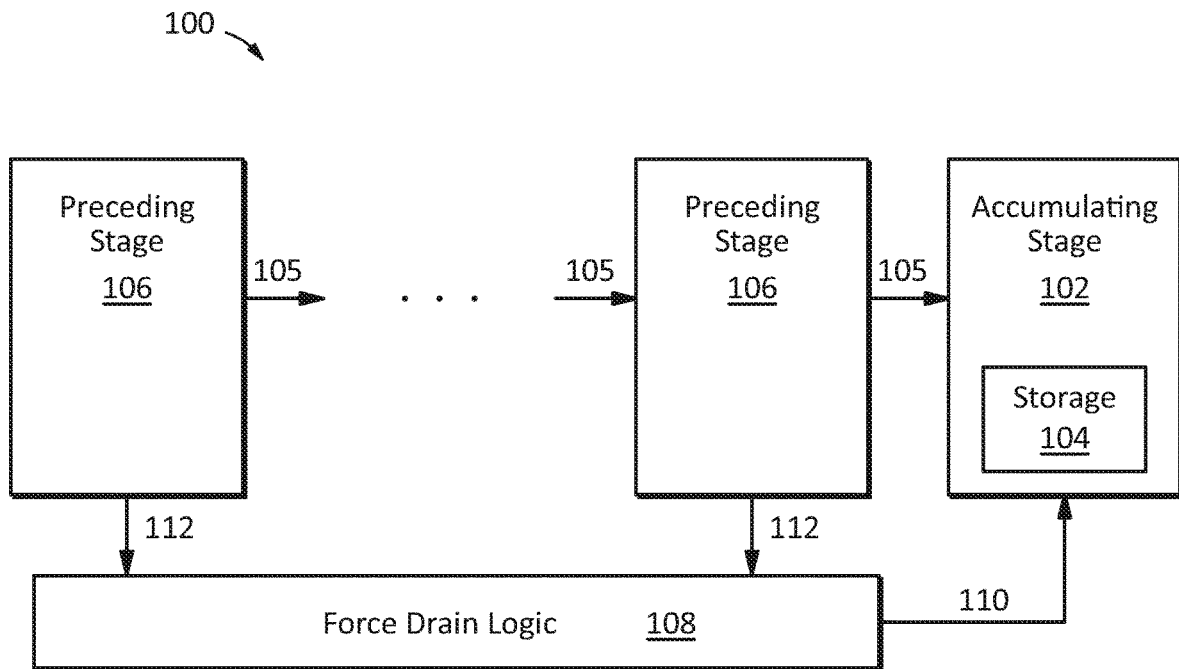 100
Preceding
Stage
106
105
. . .
105
Preceding
Stage
106
105
Accumulating
Stage
102
Storage
104
112
112
110
Force Drain Logic 108